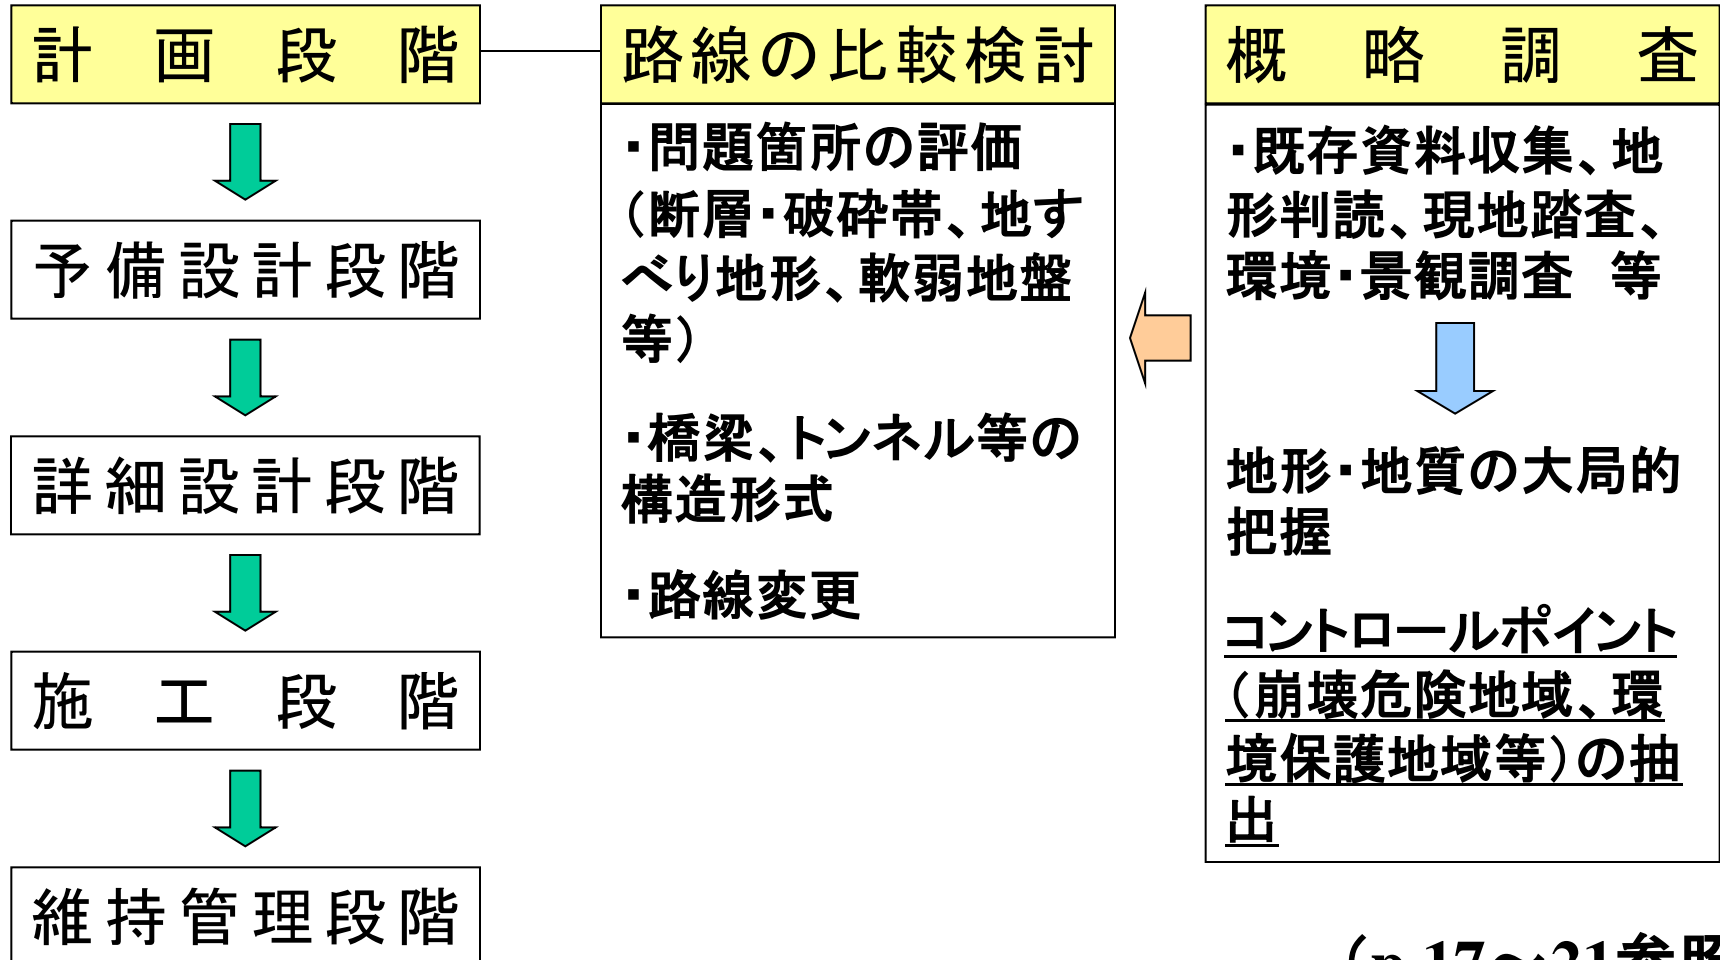 計画段階
予備設計段階
詳細設計段階
施工段階
維持管理段階
路線の比較検討
・問題箇所の評価
（断層・破砕帯、地す
べり地形、軟弱地盤
等）
・橋梁、トンネル等の
構造形式
・路線変更
概略調査
・既存資料収集、地
形判読、現地踏査、
環境・景観調査　等
地形・地質の大局的
把握
コントロールポイント
（崩壊危険地域、環
境保護地域等）の抽
出
（p.17～21参照